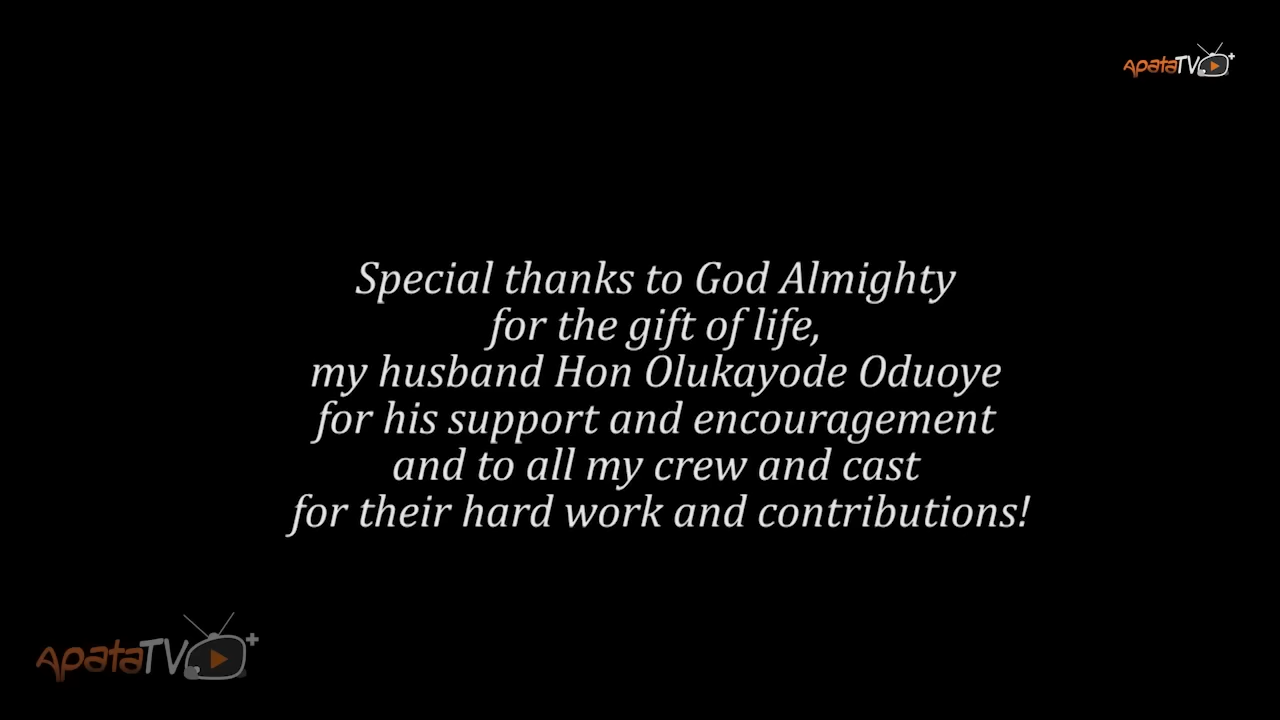 ApataTV+
Special thanks to God Almighty
for the gift of life,
my husband Hon Olukayode Oduoye
for his support and encouragement
and to all my crew and cast
for their hard work and contributions!
ApataTV+